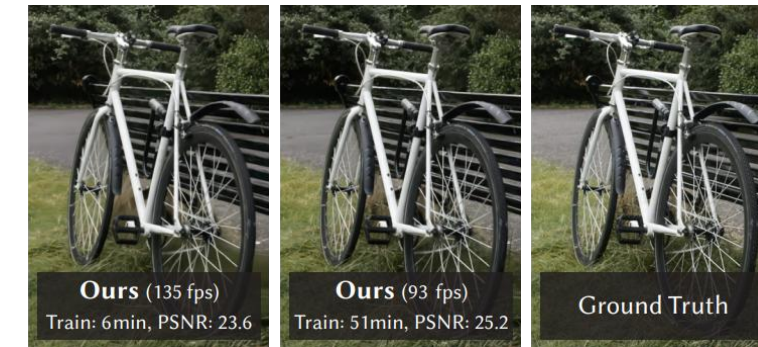 Ours (135 fps)
Train: 6min, PSNR: 23.6
Ours (93 fps)
Train: 51min, PSNR: 25.2
Ground Truth